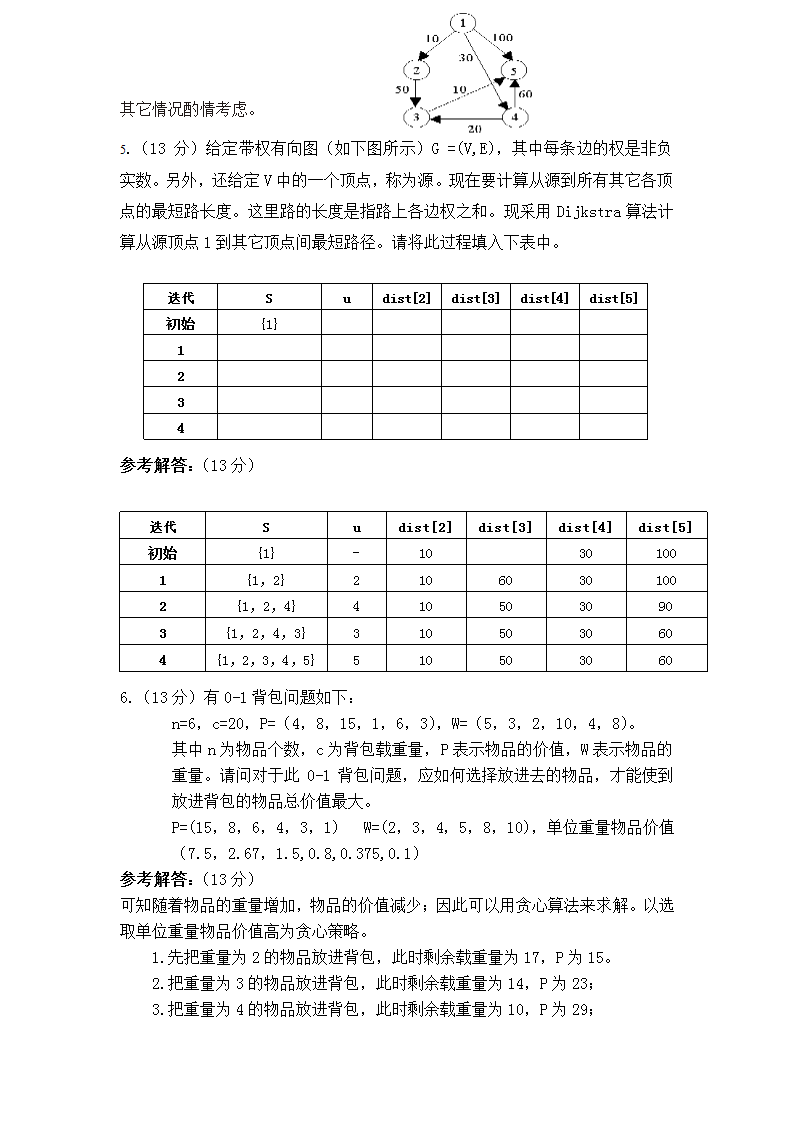 1
10
100
30
2
5
50
10
60
3
4
20
其它情况酌情考虑。
5.（13 分）给定带权有向图（如下图所示）G =(V,E)，其中每条边的权是非负
实数。另外，还给定 V 中的一个顶点，称为源。现在要计算从源到所有其它各顶
点的最短路长度。这里路的长度是指路上各边权之和。现采用 Dijkstra 算法计
算从源顶点 1 到其它顶点间最短路径。请将此过程填入下表中。
迭代 S u dist[2] dist[3] dist[4] dist[5]
初始 {1}
1
2
3
4
参考解答：（13 分）
迭代 S u dist[2] dist[3] dist[4] dist[5]
初始 {1} - 10 30 100
1 {1, 2} 2 10 60 30 100
2 {1, 2, 4} 4 10 50 30 90
3 {1, 2, 4, 3} 3 10 50 30 60
4 {1, 2, 3, 4, 5} 5 10 50 30 60
6.（13 分）有 0-1 背包问题如下：
n=6，c=20，P=（4，8，15，1，6，3），W=（5，3，2，10，4，8）。
其中 n 为物品个数，c 为背包载重量，P 表示物品的价值，W 表示物品的
重量。请问对于此 0-1 背包问题，应如何选择放进去的物品，才能使到
放进背包的物品总价值最大。
P=(15，8，6，4，3，1) W=(2，3，4，5，8，10)，单位重量物品价值
（7.5，2.67，1.5,0.8,0.375,0.1）
参考解答：（13 分）
可知随着物品的重量增加，物品的价值减少；因此可以用贪心算法来求解。以选
取单位重量物品价值高为贪心策略。
1.先把重量为 2 的物品放进背包，此时剩余载重量为 17，P 为 15。
2.把重量为 3 的物品放进背包，此时剩余载重量为 14，P 为 23；
3.把重量为 4 的物品放进背包，此时剩余载重量为 10，P 为 29；